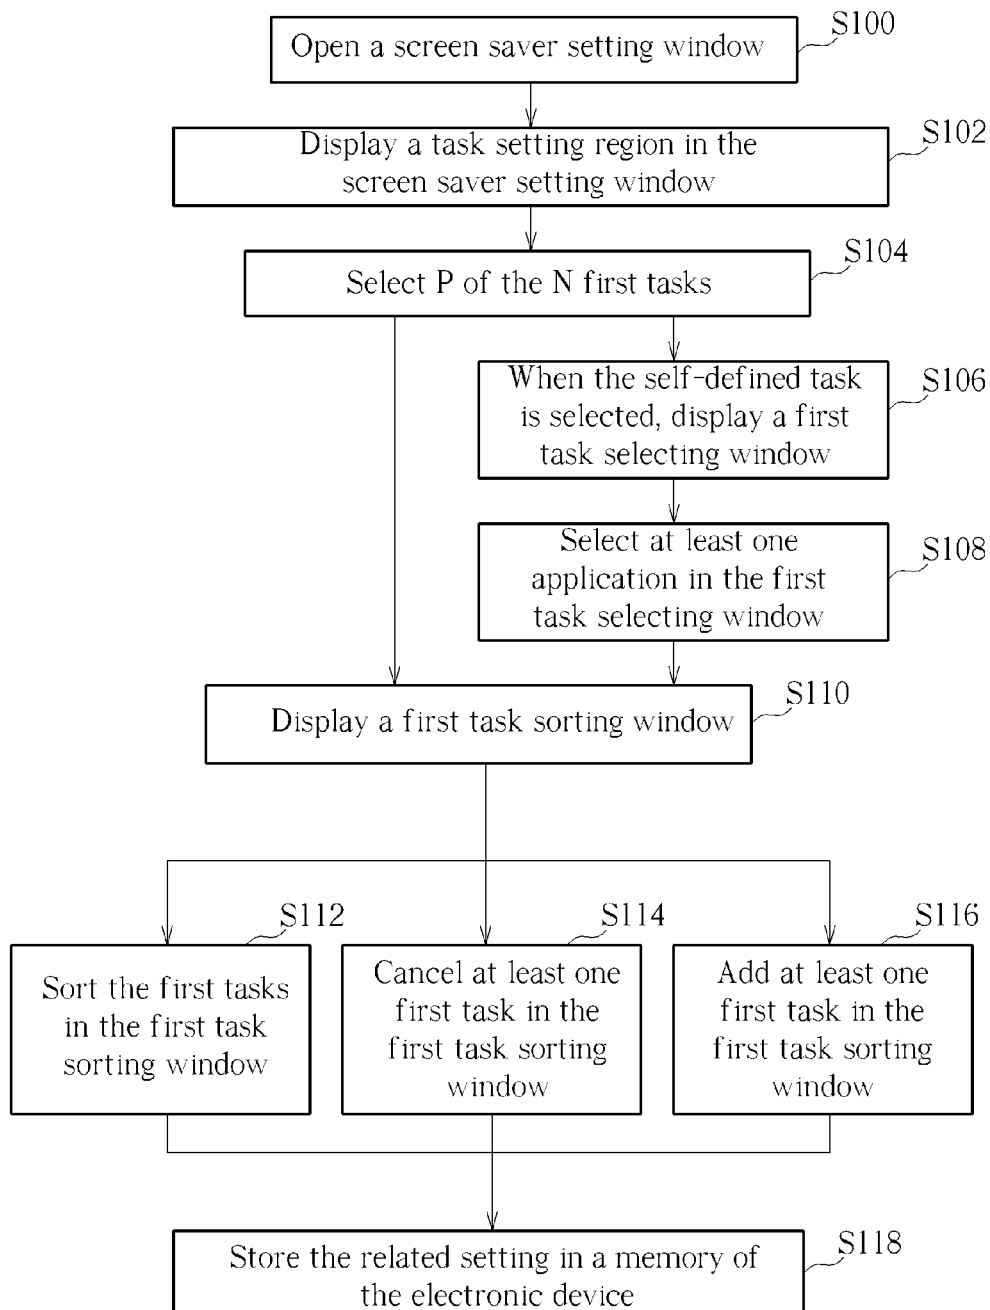 Open a screen saver setting window
S100
Display a task setting region in the
screen saver setting window
S102
Select P of the N first tasks
S104
When the self-defined task
is selected, display a first
task selecting window
S106
Select at least one
application in the first
task selecting window
S108
Display a first task sorting window
S110
Sort the first tasks
in the first task
sorting window
S112
Cancel at least one
first task in the
first task sorting
window
S114
Add at least one
first task in the
first task sorting
window
S116
Store the related setting in a memory of
the electronic device
S118